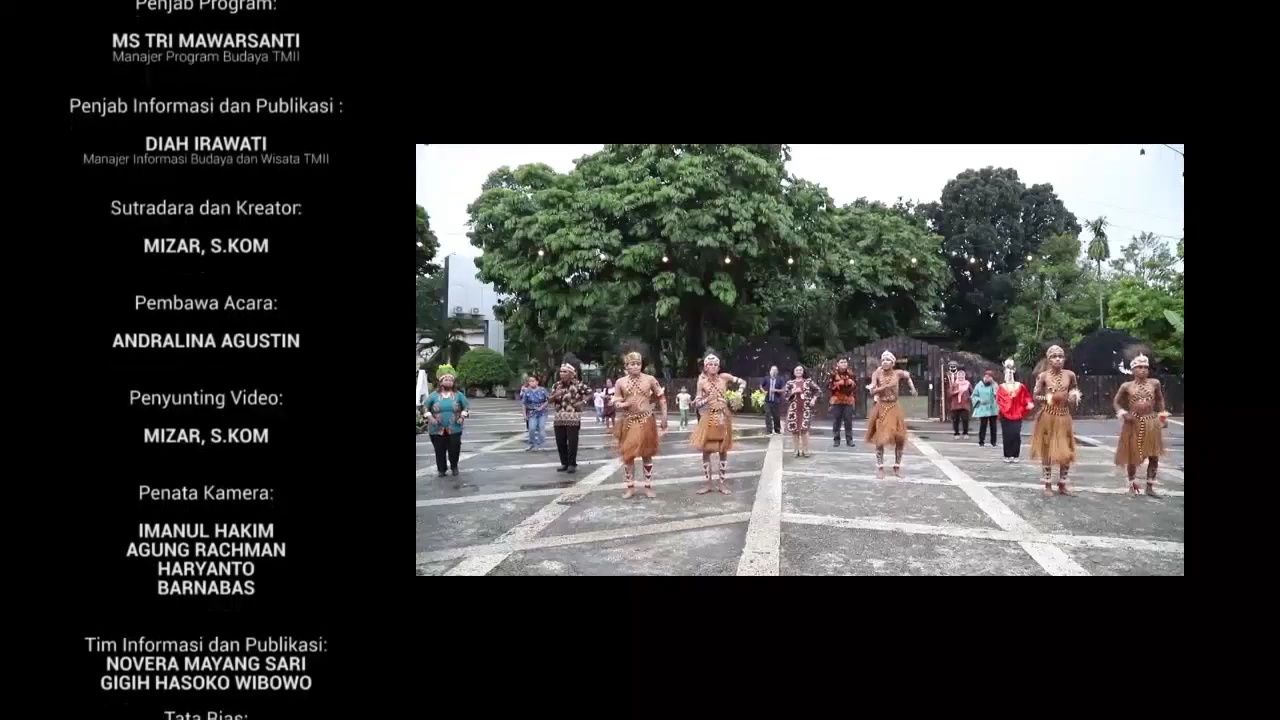 Penjab Program:
MS TRI MAWARSANTI
Manajer Program Budaya TMII
Penjab Informasi dan Publikasi :
DIAH IRAWATI
Manajer Informasi Budaya dan Wisata TMII
Sutradara dan Kreator:
MIZAR, S.KOM
Pembawa Acara:
ANDRALINA AGUSTIN
Penyunting Video:
MIZAR, S.KOM
Penata Kamera:
IMANUL HAKIM
AGUNG RACHMAN
HARYANTO
BARNABAS
Tim Informasi dan Publikasi:
NOVERA MAYANG SARI
GIGIH HASOKO WIBOWO
Tata Rias: